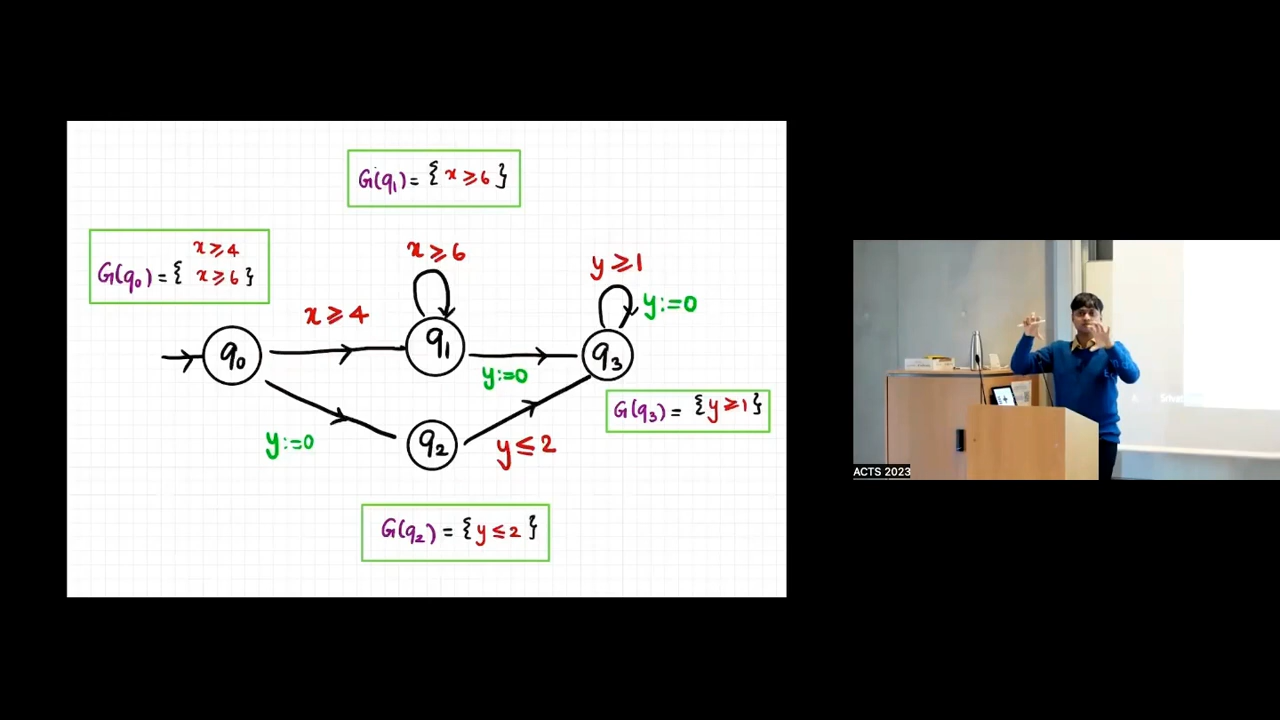 G(q₁) = { x ⩾ 6 }
x ⩾ 4
G(q₀) = { x ⩾ 6 }
x ⩾ 6
y ⩾ 1
y := 0
x ⩾ 4
q₀
q₁
q₃
y := 0
G(q₃) = { y ⩾ 1 }
y := 0
q₂
y ≤ 2
G(q₂) = { y ≤ 2 }
ACTS 2023